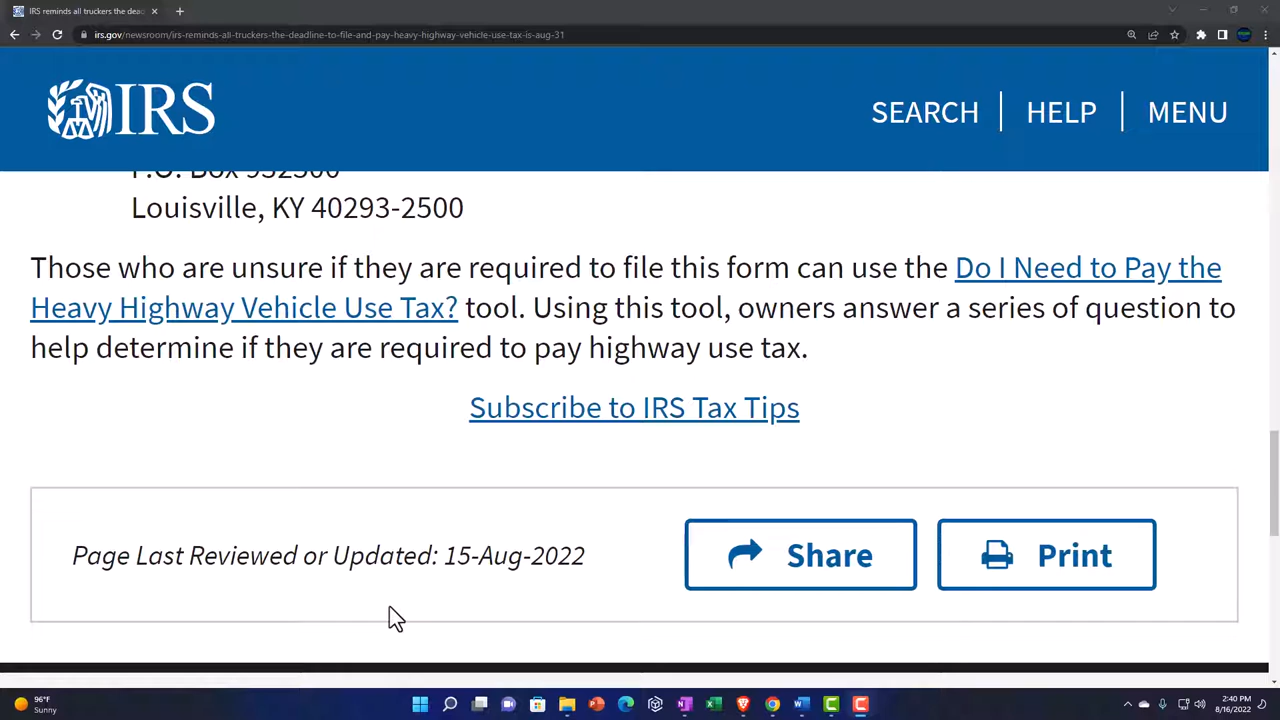 IRS reminds all truckers the dead
irs.gov/newsroom/irs-reminds-all-truckers-the-deadline-to-file-and-pay-heavy-highway-vehicle-use-tax-is-aug-31
IRS
SEARCH HELP MENU
P.O. Box 932500
Louisville, KY 40293-2500
Those who are unsure if they are required to file this form can use the Do I Need to Pay the
Heavy Highway Vehicle Use Tax? tool. Using this tool, owners answer a series of question to
help determine if they are required to pay highway use tax.
Subscribe to IRS Tax Tips
Page Last Reviewed or Updated: 15-Aug-2022
Share
Print
96°F
Sunny
2:40 PM
8/16/2022